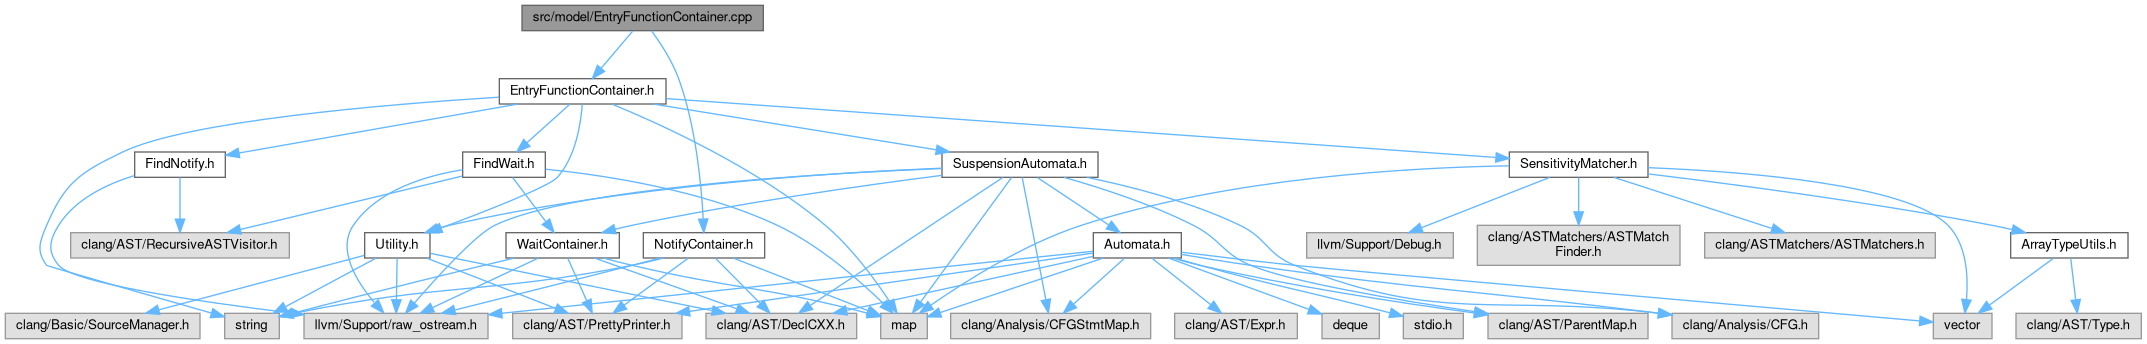 src/model/EntryFunctionContainer.cpp
EntryFunctionContainer.h
FindNotify.h
FindWait.h
SuspensionAutomata.h
SensitivityMatcher.h
clang/AST/RecursiveASTVisitor.h
Utility.h
WaitContainer.h
NotifyContainer.h
Automata.h
llvm/Support/Debug.h
clang/ASTMatchers/ASTMatch
Finder.h
clang/ASTMatchers/ASTMatchers.h
ArrayTypeUtils.h
clang/Basic/SourceManager.h
string
llvm/Support/raw_ostream.h
clang/AST/PrettyPrinter.h
clang/AST/DeclCXX.h
map
clang/Analysis/CFGStmtMap.h
clang/AST/Expr.h
deque
stdio.h
clang/AST/ParentMap.h
clang/Analysis/CFG.h
vector
clang/AST/Type.h